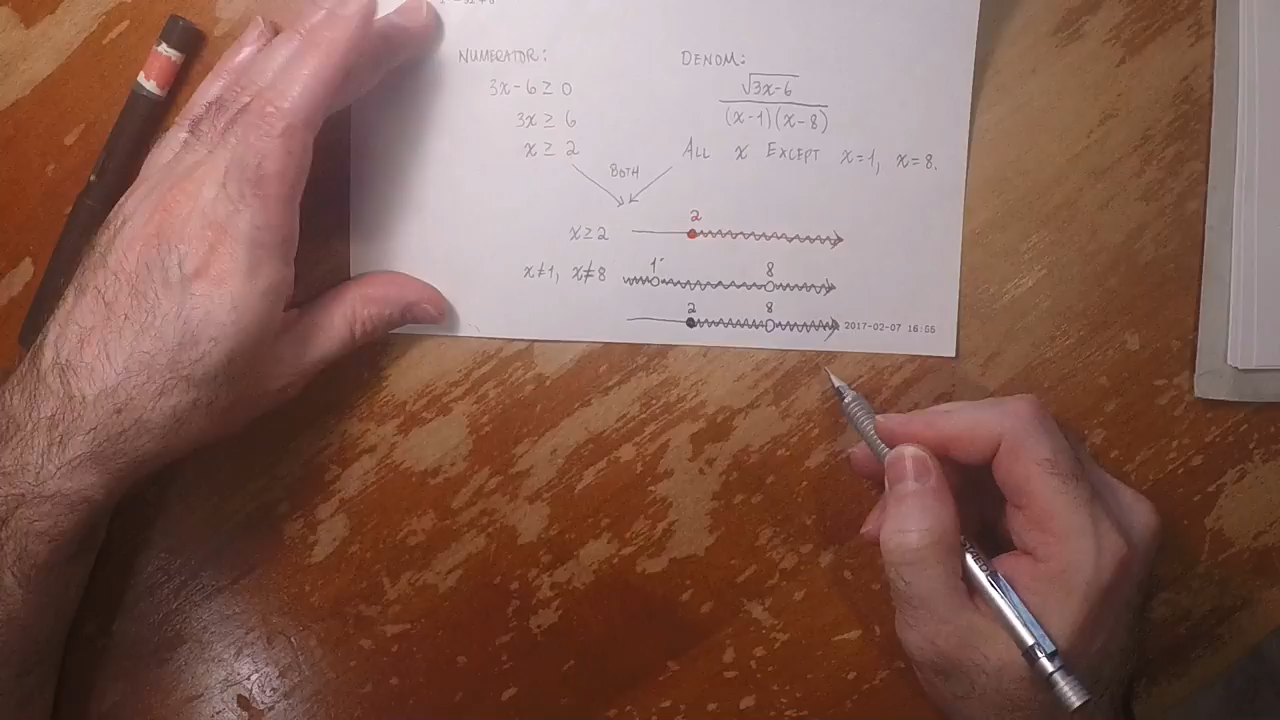 NUMERATOR:
3x-6 ≥ 0
3x ≥ 6
x ≥ 2
DENOM:
√3x-6
(x-1)(x-8)
ALL x EXCEPT x=1, x=8.
BOTH
2
x≥2
1 8
x≠1, x≠8
2 8
2017-02-07 16:55